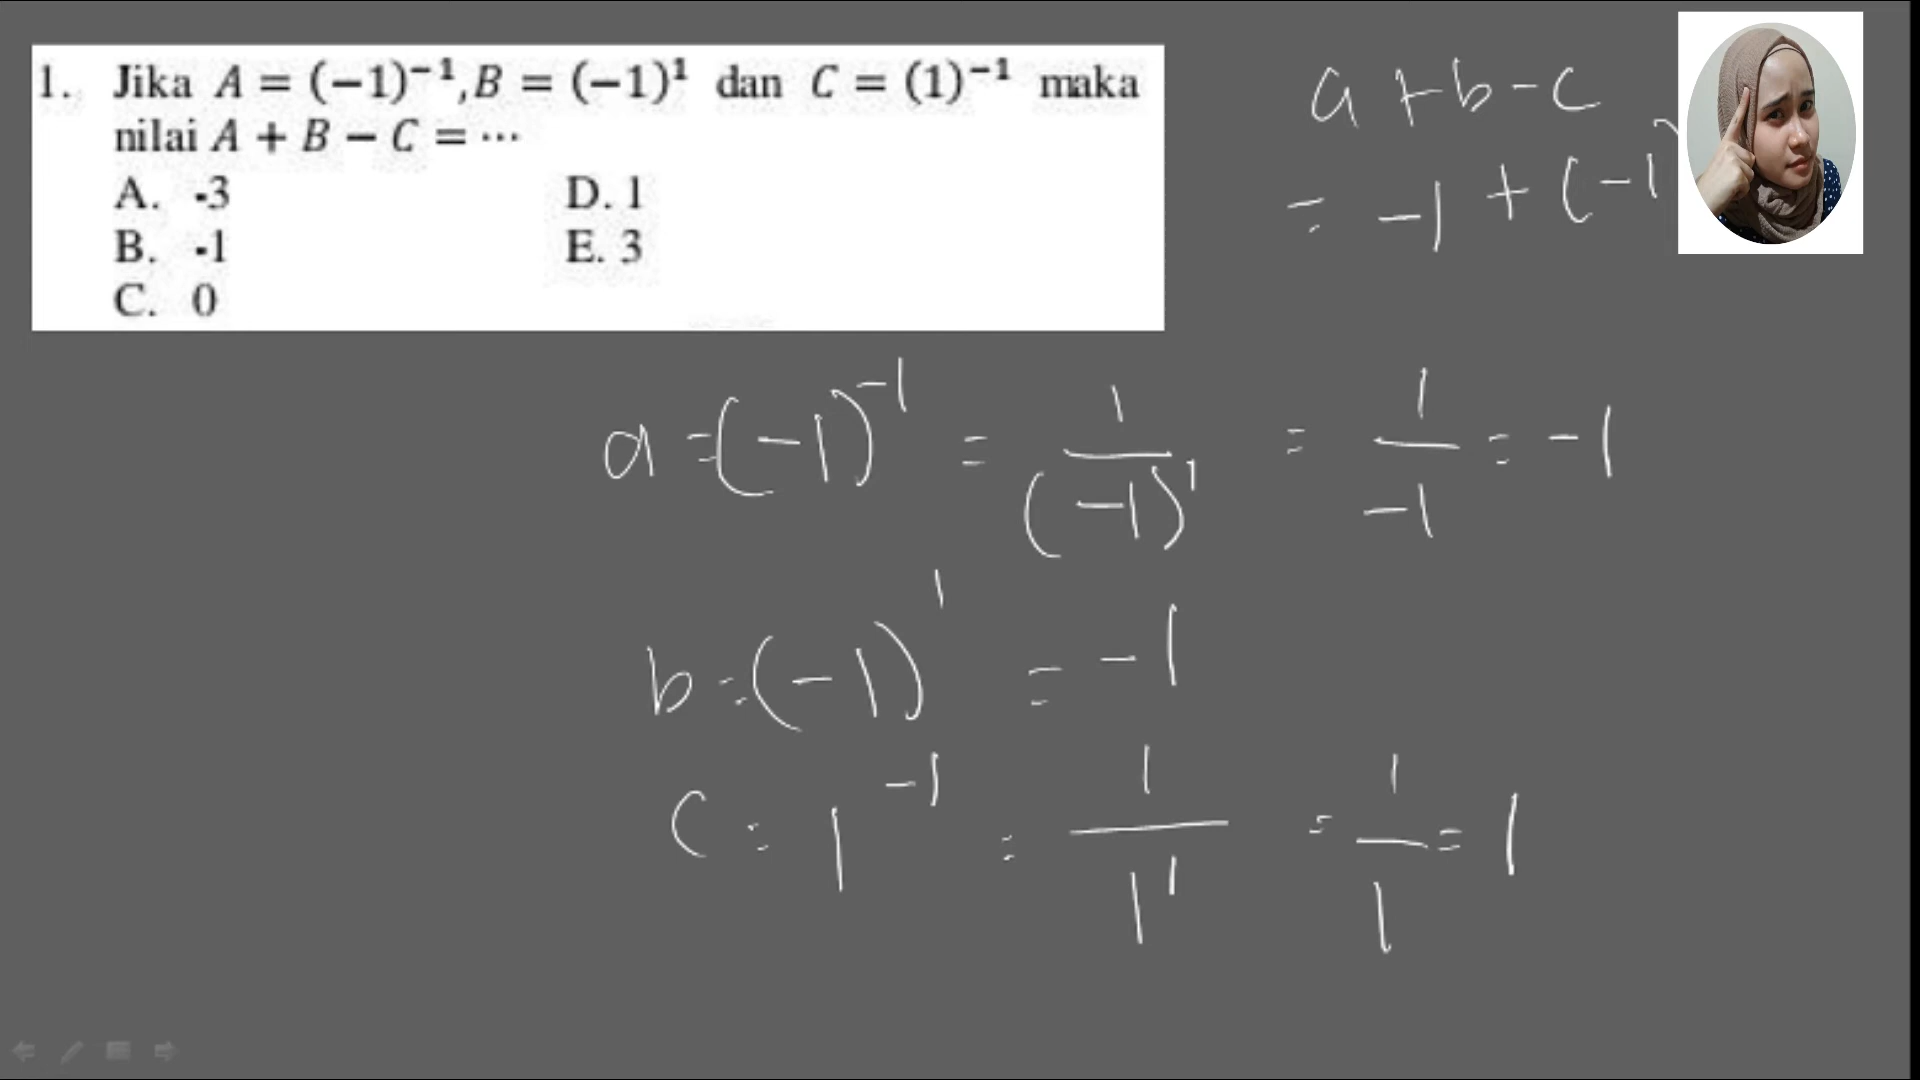 1. Jika A = (−1)⁻¹, B = (−1)¹ dan C = (1)⁻¹ maka
nilai A + B − C = ⋯
A. -3
D. 1
B. -1
E. 3
C. 0
a + b - c
= -1 + (-1
a = (-1)⁻¹ = 1/(-1)¹ = 1/-1 = -1
b = (-1)¹ = -1
c = 1⁻¹ = 1/1¹ = 1/1 = 1